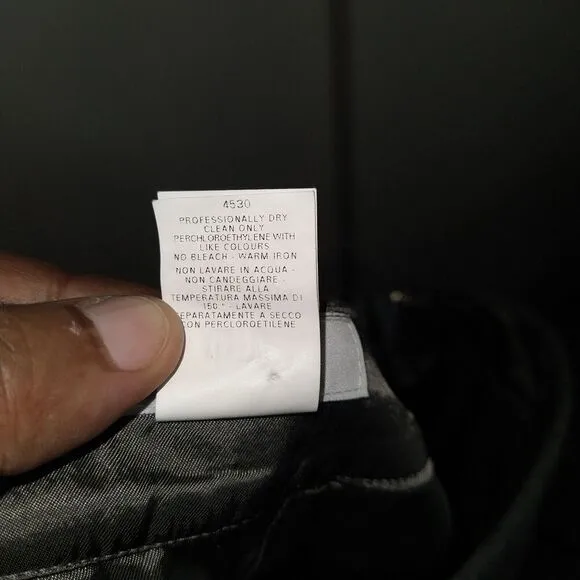 4530
PROFESSIONALLY DRY
CLEAN ONLY
PERCHLOROETHYLENE WITH
LIKE COLOURS
NO BLEACH - WARM IRON
NON LAVARE IN ACQUA -
NON CANDEGGIARE -
STIRARE ALLA
TEMPERATURA MASSIMA DI
150 ° - LAVARE
SEPARATAMENTE A SECCO
CON PERCLOROETILENE